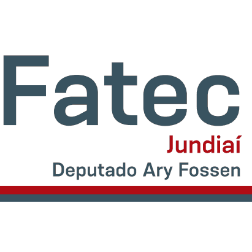 Fatec
Jundiaí
Deputado Ary Fossen